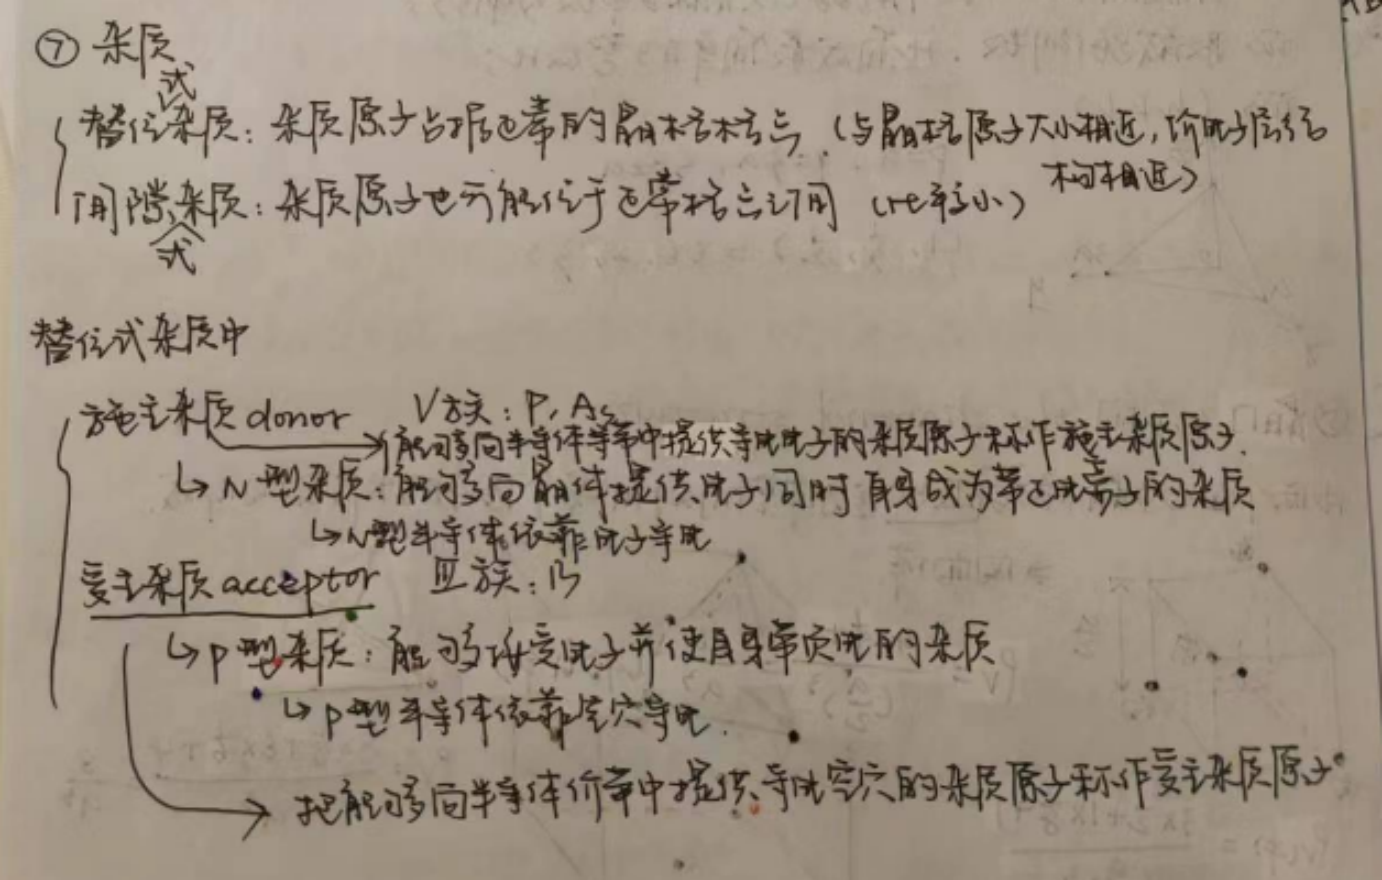 ⑦ 杂质
替位式杂质：杂质原子占据正常的晶格格点（与晶格原子大小相近，价电子层结
构相近）
间隙式杂质：杂质原子也可能位于正常格点之间（r较小）
替位式杂质中
施主杂质 donor V族：P, As
能够向半导体导带中提供导电电子的杂质原子称作施主杂质原子.
↳ N型杂质：能够向晶体提供电子同时自身成为带正电离子的杂质
↳ N型半导体依靠电子导电
受主杂质 acceptor Ⅲ族：B
↳ P型杂质：能够接受电子并使自身带负电的杂质
↳ P型半导体依靠空穴导电.
把能够向半导体价带中提供导电空穴的杂质原子称作受主杂质原子